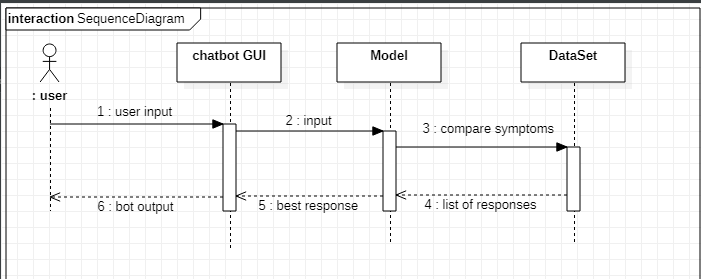 interaction SequenceDiagram
chatbot GUI
Model
DataSet
: user
1 : user input
2 : input
3 : compare symptoms
4 : list of responses
5 : best response
6 : bot output